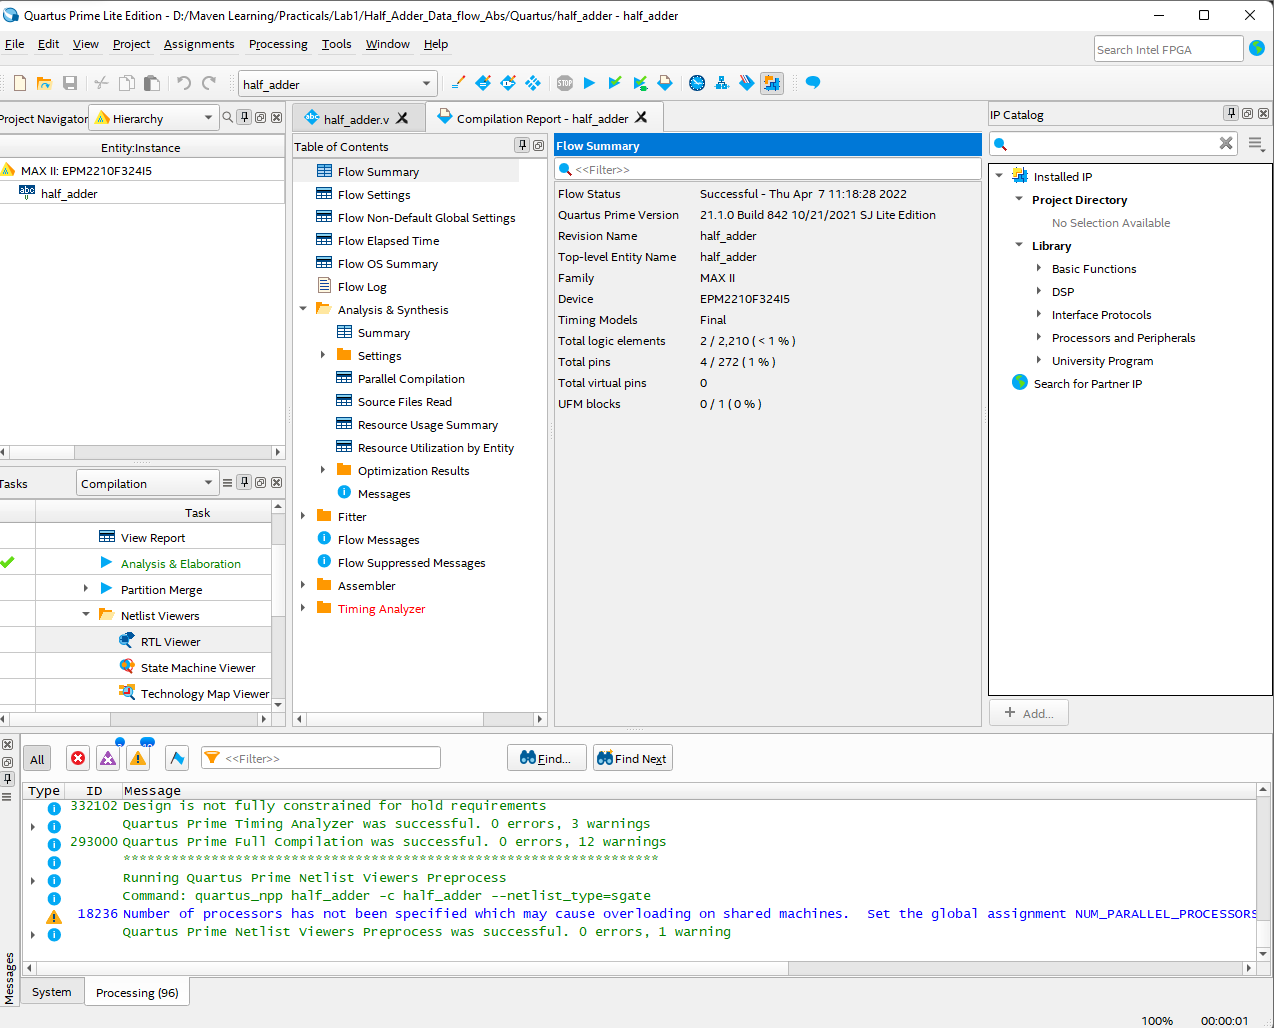 Quartus Prime Lite Edition - D:/Maven Learning/Practicals/Lab1/Half_Adder_Data_flow_Abs/Quartus/half_adder - half_adder
File Edit View Project Assignments Processing Tools Window Help
Search Intel FPGA
half_adder
STOP
Project Navigator
Hierarchy
Entity:Instance
MAX II: EPM2210F324I5
abc half_adder
Tasks
Compilation
Task
View Report
Analysis & Elaboration
Partition Merge
Netlist Viewers
RTL Viewer
State Machine Viewer
Technology Map Viewer
abc half_adder.v
Compilation Report - half_adder
Table of Contents
Flow Summary
Flow Settings
Flow Non-Default Global Settings
Flow Elapsed Time
Flow OS Summary
Flow Log
Analysis & Synthesis
Summary
Settings
Parallel Compilation
Source Files Read
Resource Usage Summary
Resource Utilization by Entity
Optimization Results
Messages
Fitter
Flow Messages
Flow Suppressed Messages
Assembler
Timing Analyzer
Flow Summary
<<Filter>>
Flow Status Successful - Thu Apr 7 11:18:28 2022
Quartus Prime Version 21.1.0 Build 842 10/21/2021 SJ Lite Edition
Revision Name half_adder
Top-level Entity Name half_adder
Family MAX II
Device EPM2210F324I5
Timing Models Final
Total logic elements 2 / 2,210 ( < 1 % )
Total pins 4 / 272 ( 1 % )
Total virtual pins 0
UFM blocks 0 / 1 ( 0 % )
IP Catalog
Installed IP
Project Directory
No Selection Available
Library
Basic Functions
DSP
Interface Protocols
Processors and Peripherals
University Program
Search for Partner IP
+ Add...
All
<<Filter>>
Find...
Find Next
Type ID Message
332102 Design is not fully constrained for hold requirements
Quartus Prime Timing Analyzer was successful. 0 errors, 3 warnings
293000 Quartus Prime Full Compilation was successful. 0 errors, 12 warnings
*******************************************************************
Running Quartus Prime Netlist Viewers Preprocess
Command: quartus_npp half_adder -c half_adder --netlist_type=sgate
18236 Number of processors has not been specified which may cause overloading on shared machines. Set the global assignment NUM_PARALLEL_PROCESSORS
Quartus Prime Netlist Viewers Preprocess was successful. 0 errors, 1 warning
Messages
System
Processing (96)
100% 00:00:01